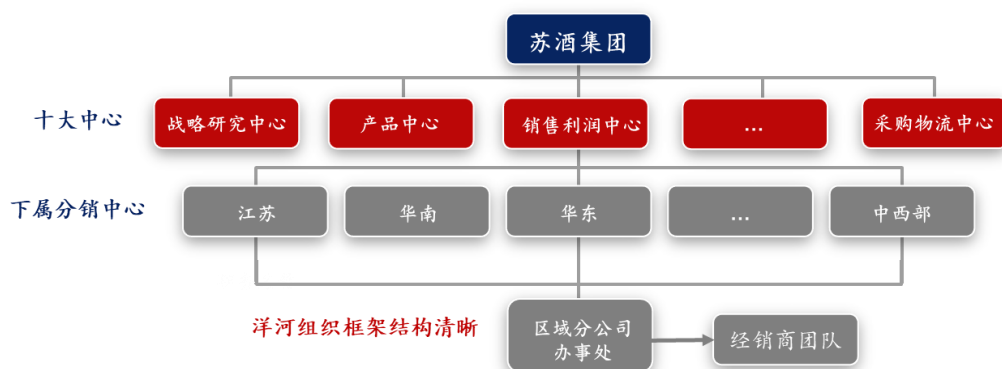 苏酒集团
十大中心
战略研究中心
产品中心
销售利润中心
...
采购物流中心
下属分销中心
江苏
华南
华东
...
中西部
洋河组织框架结构清晰
区域分公司
办事处
经销商团队